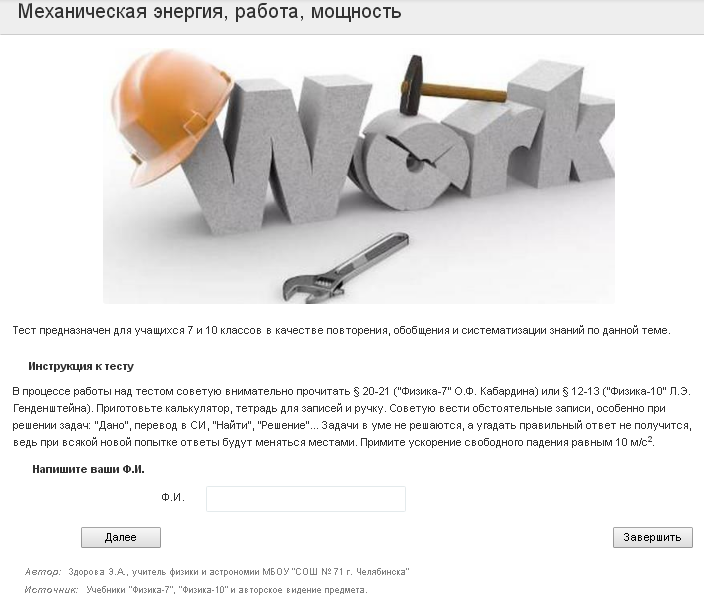 Механическая энергия, работа, мощность
Work
Тест предназначен для учащихся 7 и 10 классов в качестве повторения, обобщения и систематизации знаний по данной теме.
Инструкция к тесту
В процессе работы над тестом советую внимательно прочитать § 20-21 ("Физика-7" О.Ф. Кабардина) или § 12-13 ("Физика-10" Л.Э.
Генденштейна). Приготовьте калькулятор, тетрадь для записей и ручку. Советую вести обстоятельные записи, особенно при
решении задач: "Дано", перевод в СИ, "Найти", "Решение"... Задачи в уме не решаются, а угадать правильный ответ не получится,
ведь при всякой новой попытке ответы будут меняться местами. Примите ускорение свободного падения равным 10 м/с².
Напишите ваши Ф.И.
Ф.И.
Далее
Завершить
Автор: Здорова Э.А., учитель физики и астрономии МБОУ "СОШ № 71 г. Челябинска"
Источник: Учебники "Физика-7", "Физика-10" и авторское видение предмета.